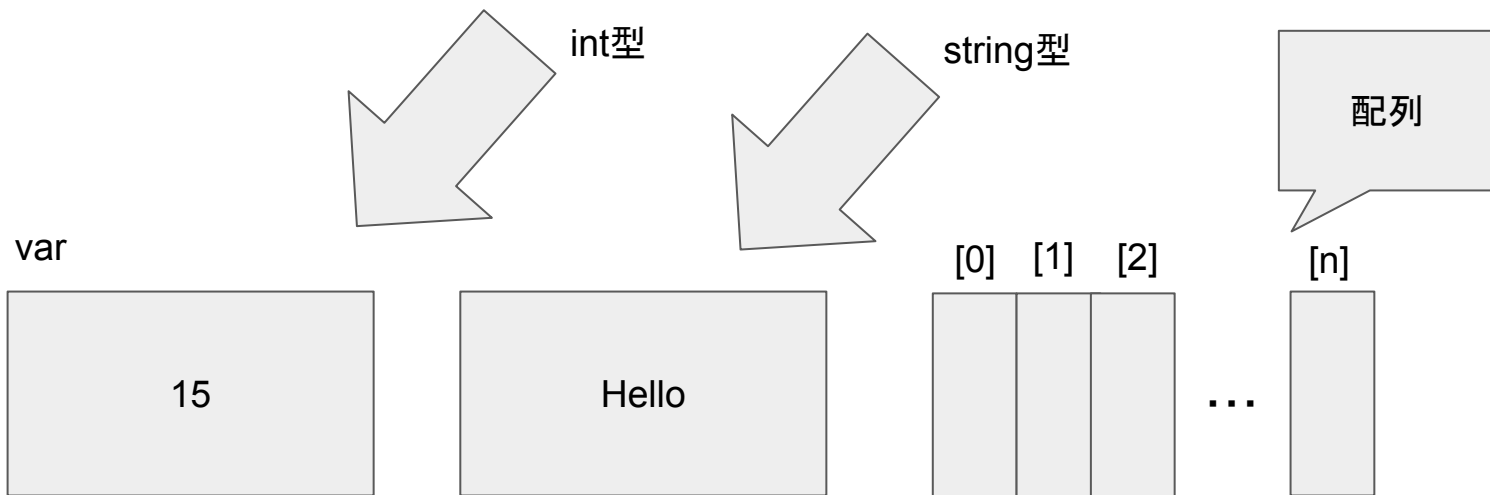 int型
string型
配列
var
[0] [1] [2] [n]
15
Hello
...